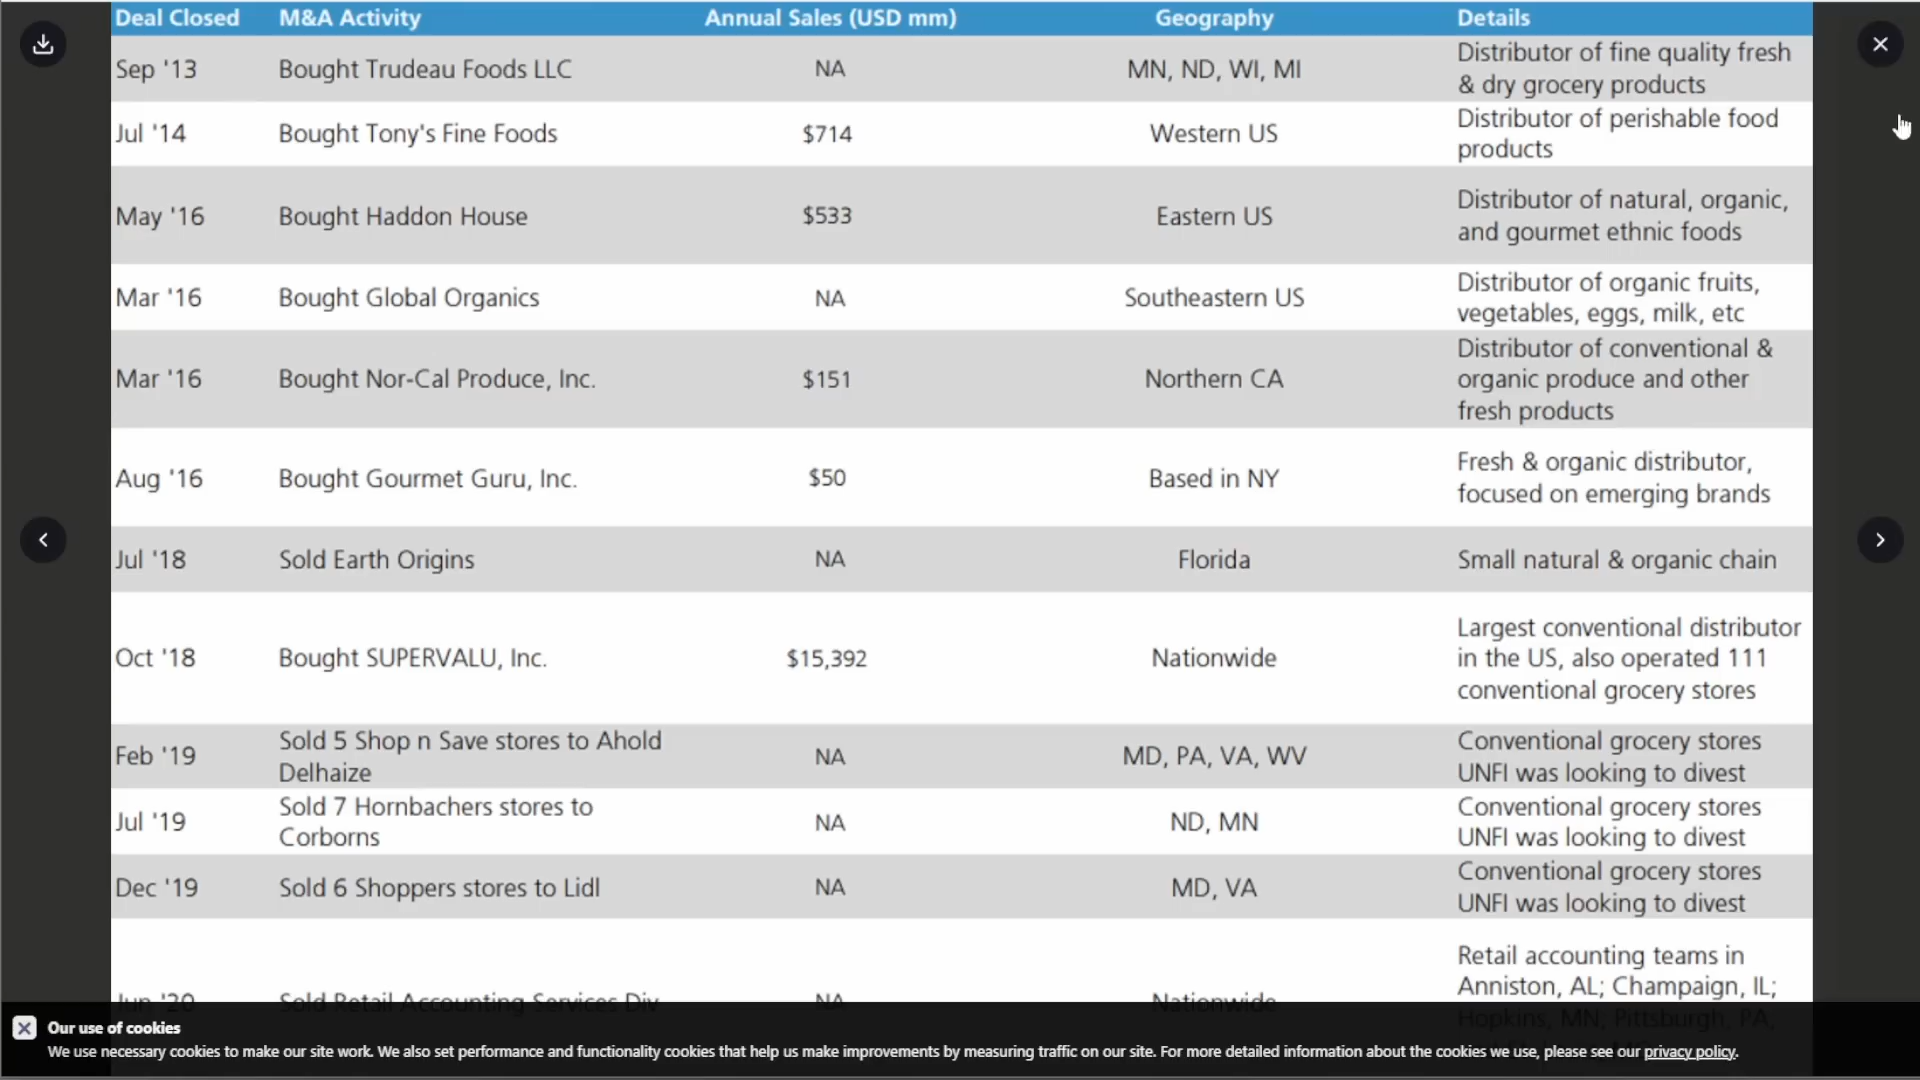 Deal Closed M&A Activity Annual Sales (USD mm) Geography Details
Sep '13 Bought Trudeau Foods LLC NA MN, ND, WI, MI Distributor of fine quality fresh
& dry grocery products
Jul '14 Bought Tony's Fine Foods $714 Western US Distributor of perishable food
products
May '16 Bought Haddon House $533 Eastern US Distributor of natural, organic,
and gourmet ethnic foods
Mar '16 Bought Global Organics NA Southeastern US Distributor of organic fruits,
vegetables, eggs, milk, etc
Mar '16 Bought Nor-Cal Produce, Inc. $151 Northern CA Distributor of conventional &
organic produce and other
fresh products
Aug '16 Bought Gourmet Guru, Inc. $50 Based in NY Fresh & organic distributor,
focused on emerging brands
Jul '18 Sold Earth Origins NA Florida Small natural & organic chain
Oct '18 Bought SUPERVALU, Inc. $15,392 Nationwide Largest conventional distributor
in the US, also operated 111
conventional grocery stores
Feb '19 Sold 5 Shop n Save stores to Ahold
Delhaize NA MD, PA, VA, WV Conventional grocery stores
UNFI was looking to divest
Jul '19 Sold 7 Hornbachers stores to
Corborns NA ND, MN Conventional grocery stores
UNFI was looking to divest
Dec '19 Sold 6 Shoppers stores to Lidl NA MD, VA Conventional grocery stores
UNFI was looking to divest
Jun '20 Sold Retail Accounting Services Div NA Nationwide Retail accounting teams in
Anniston, AL; Champaign, IL;
Hopkins, MN; Pittsburgh, PA;
Our use of cookies
We use necessary cookies to make our site work. We also set performance and functionality cookies that help us make improvements by measuring traffic on our site. For more detailed information about the cookies we use, please see our privacy policy.